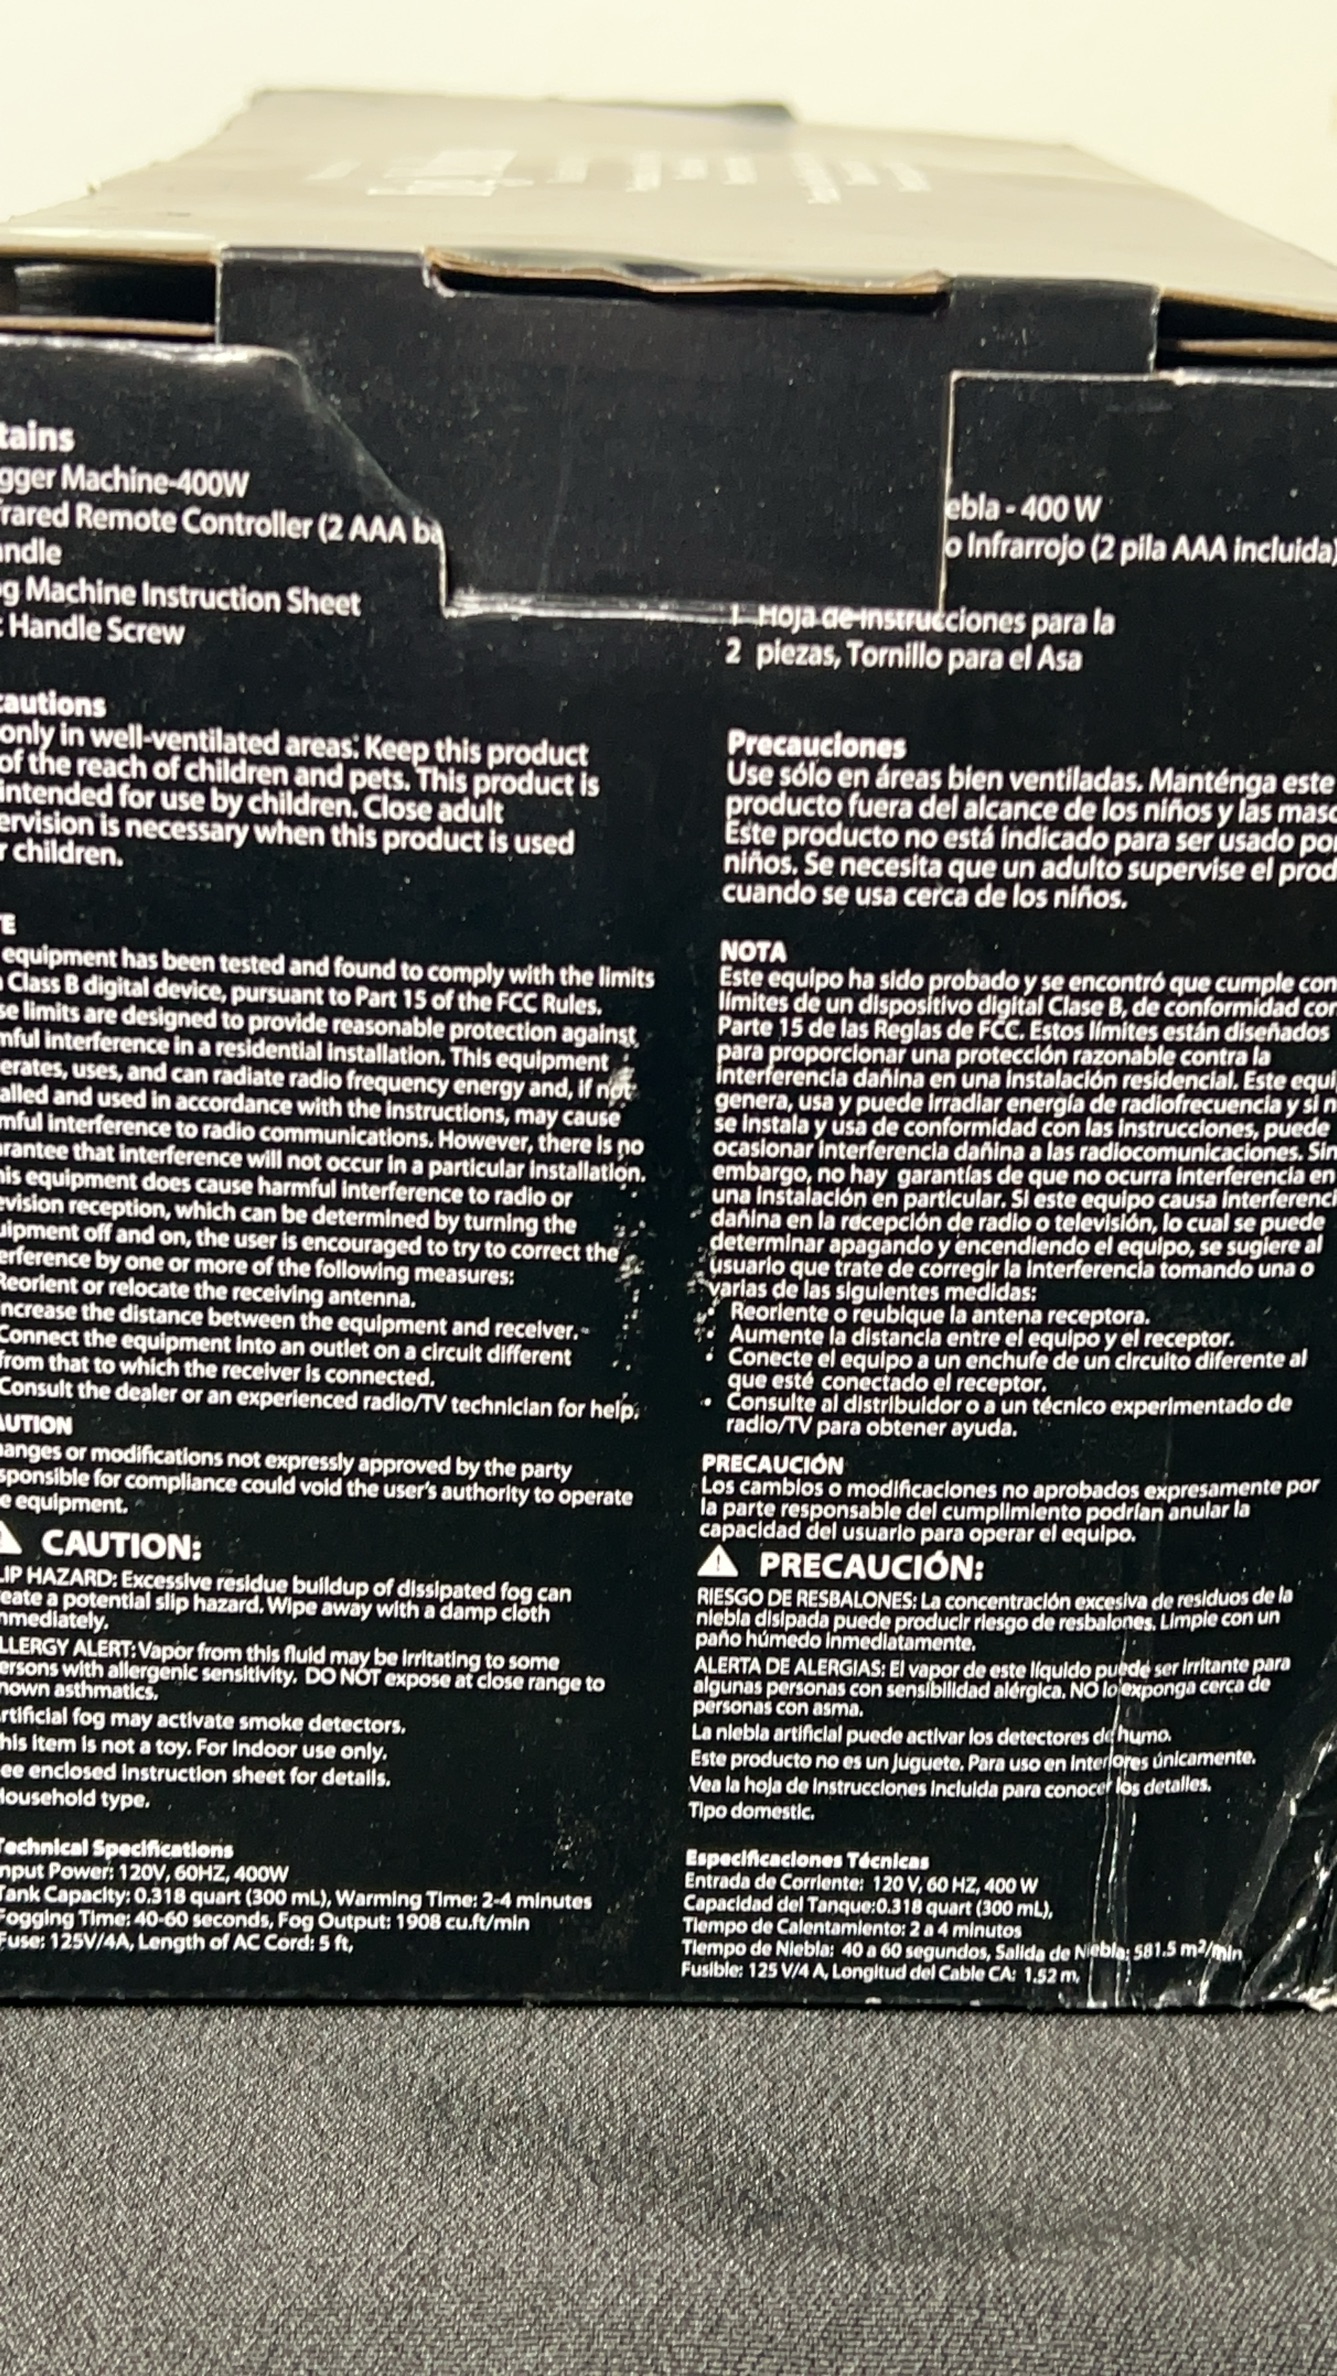 tains
gger Machine-400W
frared Remote Controller (2 AAA ba
andle
g Machine Instruction Sheet
Handle Screw
cautions
only in well-ventilated areas. Keep this product
of the reach of children and pets. This product is
intended for use by children. Close adult
ervision is necessary when this product is used
r children.
TE
equipment has been tested and found to comply with the limits
Class B digital device, pursuant to Part 15 of the FCC Rules.
se limits are designed to provide reasonable protection against
mful interference in a residential installation. This equipment
erates, uses, and can radiate radio frequency energy and, if not
alled and used in accordance with the instructions, may cause
mful interference to radio communications. However, there is no
arantee that interference will not occur in a particular installation.
his equipment does cause harmful interference to radio or
evision reception, which can be determined by turning the
uipment off and on, the user is encouraged to try to correct the
erference by one or more of the following measures:
Reorient or relocate the receiving antenna.
ncrease the distance between the equipment and receiver.
Connect the equipment into an outlet on a circuit different
from that to which the receiver is connected.
Consult the dealer or an experienced radio/TV technician for help.
AUTION
anges or modifications not expressly approved by the party
sponsible for compliance could void the user's authority to operate
e equipment.
CAUTION:
LIP HAZARD: Excessive residue buildup of dissipated fog can
eate a potential slip hazard. Wipe away with a damp cloth
mmediately.
LLERGY ALERT: Vapor from this fluid may be irritating to some
ersons with allergenic sensitivity. DO NOT expose at close range to
nown asthmatics.
rtificial fog may activate smoke detectors.
his item is not a toy. For indoor use only.
ee enclosed instruction sheet for details.
Household type.
Technical Specifications
nput Power: 120V, 60HZ, 400W
Tank Capacity: 0.318 quart (300 mL), Warming Time: 2-4 minutes
Fogging Time: 40-60 seconds, Fog Output: 1908 cu.ft/min
Fuse: 125V/4A, Length of AC Cord: 5 ft,
ebla - 400 W
o Infrarrojo (2 pila AAA incluida)
1 Hoja de instrucciones para la
2 piezas, Tornillo para el Asa
Precauciones
Use sólo en áreas bien ventiladas. Manténga este
producto fuera del alcance de los niños y las masc
Este producto no está indicado para ser usado por
niños. Se necesita que un adulto supervise el prod
cuando se usa cerca de los niños.
NOTA
Este equipo ha sido probado y se encontró que cumple con
límites de un dispositivo digital Clase B, de conformidad con
Parte 15 de las Reglas de FCC. Estos límites están diseñados
para proporcionar una protección razonable contra la
interferencia dañina en una instalación residencial. Este equi
genera, usa y puede irradiar energía de radiofrecuencia y si n
se instala y usa de conformidad con las instrucciones, puede
ocasionar interferencia dañina a las radiocomunicaciones. Sin
embargo, no hay garantías de que no ocurra interferencia en
una instalación en particular. Si este equipo causa interferenci
dañina en la recepción de radio o televisión, lo cual se puede
determinar apagando y encendiendo el equipo, se sugiere al
usuario que trate de corregir la interferencia tomando una o
varias de las siguientes medidas:
• Reoriente o reubique la antena receptora.
• Aumente la distancia entre el equipo y el receptor.
• Conecte el equipo a un enchufe de un circuito diferente al
que esté conectado el receptor.
• Consulte al distribuidor o a un técnico experimentado de
radio/TV para obtener ayuda.
PRECAUCIÓN
Los cambios o modificaciones no aprobados expresamente por
la parte responsable del cumplimiento podrían anular la
capacidad del usuario para operar el equipo.
PRECAUCIÓN:
RIESGO DE RESBALONES: La concentración excesiva de residuos de la
niebla disipada puede producir riesgo de resbalones. Limpie con un
paño húmedo inmediatamente.
ALERTA DE ALERGIAS: El vapor de este líquido puede ser irritante para
algunas personas con sensibilidad alérgica. NO lo exponga cerca de
personas con asma.
La niebla artificial puede activar los detectores de humo.
Este producto no es un juguete. Para uso en interiores únicamente.
Vea la hoja de instrucciones incluida para conocer los detalles.
Tipo domestic.
Especificaciones Técnicas
Entrada de Corriente: 120 V, 60 HZ, 400 W
Capacidad del Tanque:0.318 quart (300 mL),
Tiempo de Calentamiento: 2 a 4 minutos
Tiempo de Niebla: 40 a 60 segundos, Salida de Niebla: 581.5 m²/min
Fusible: 125 V/4 A, Longitud del Cable CA: 1.52 m,